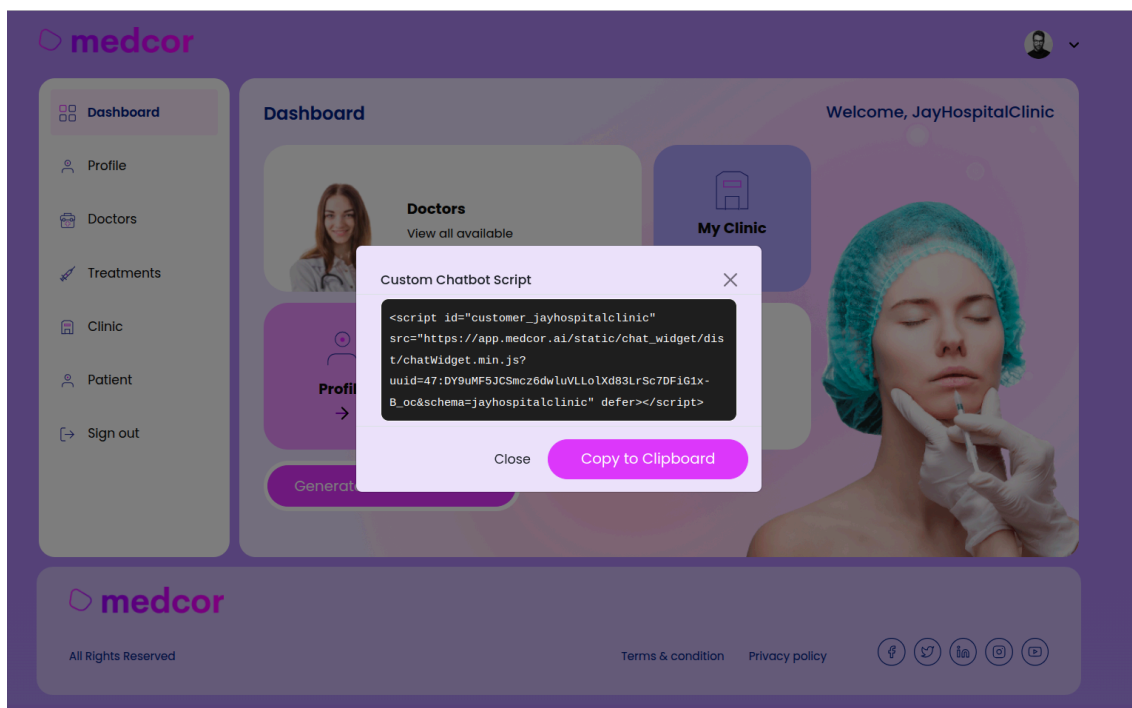 medcor
Dashboard
Profile
Doctors
Treatments
Clinic
Patient
Sign out
Dashboard
Welcome, JayHospitalClinic
Doctors
View all available
My Clinic
Custom Chatbot Script
<script id="customer_jayhospitalclinic"
src="https://app.medcor.ai/static/chat_widget/dis
t/chatWidget.min.js?
uuid=47:DY9uMF5JCSmcz6dwluVLLolXd83LrSc7DFiG1x-
B_oc&schema=jayhospitalclinic" defer></script>
Close
Copy to Clipboard
medcor
All Rights Reserved
Terms & condition
Privacy policy